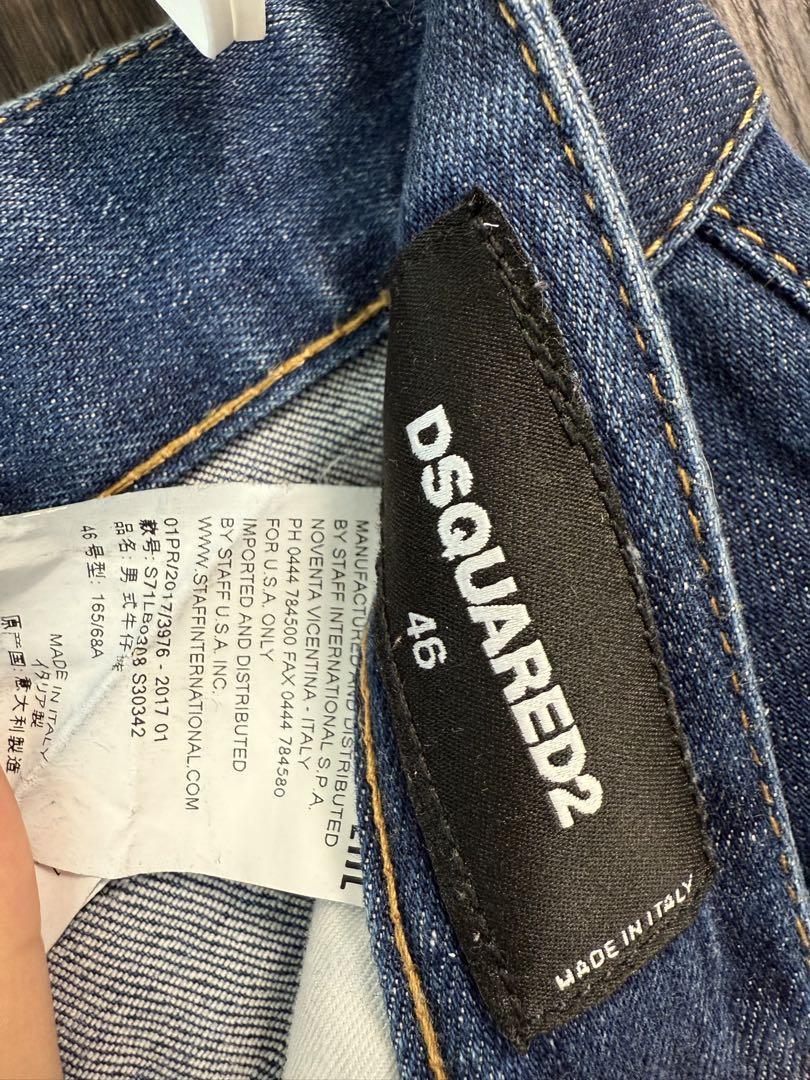 DSQUARED2
46
MADE IN ITALY
MANUFACTURED AND DISTRIBUTED
BY STAFF INTERNATIONAL S.P.A.
NOVENTA VICENTINA - ITALY
PH 0444 784500 FAX 0444 784580
FOR U.S.A. ONLY
IMPORTED AND DISTRIBUTED
BY STAFF U.S.A. INC.
WWW.STAFFINTERNATIONAL.COM
01PR/2017/3976 - 2017 01
款号: S71LB0308 S30342
品名: 男式牛仔裤
46号型: 165/68A
MADE IN ITALY
イタリア製
原产国:意大利製造